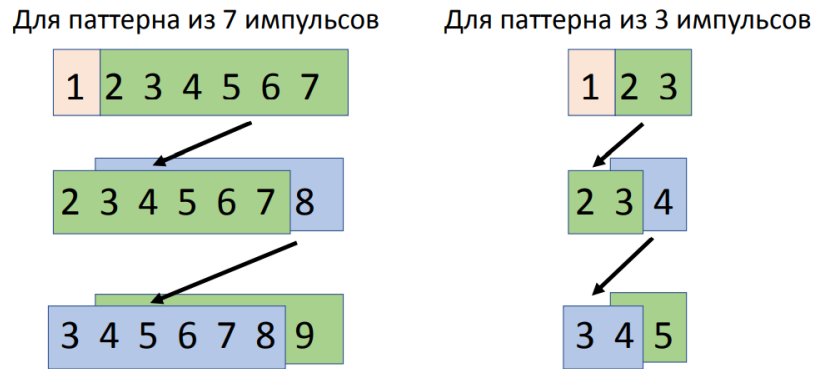 Для паттерна из 7 импульсов
1 2 3 4 5 6 7
2 3 4 5 6 7 8
3 4 5 6 7 8 9
Для паттерна из 3 импульсов
1 2 3
2 3 4
3 4 5